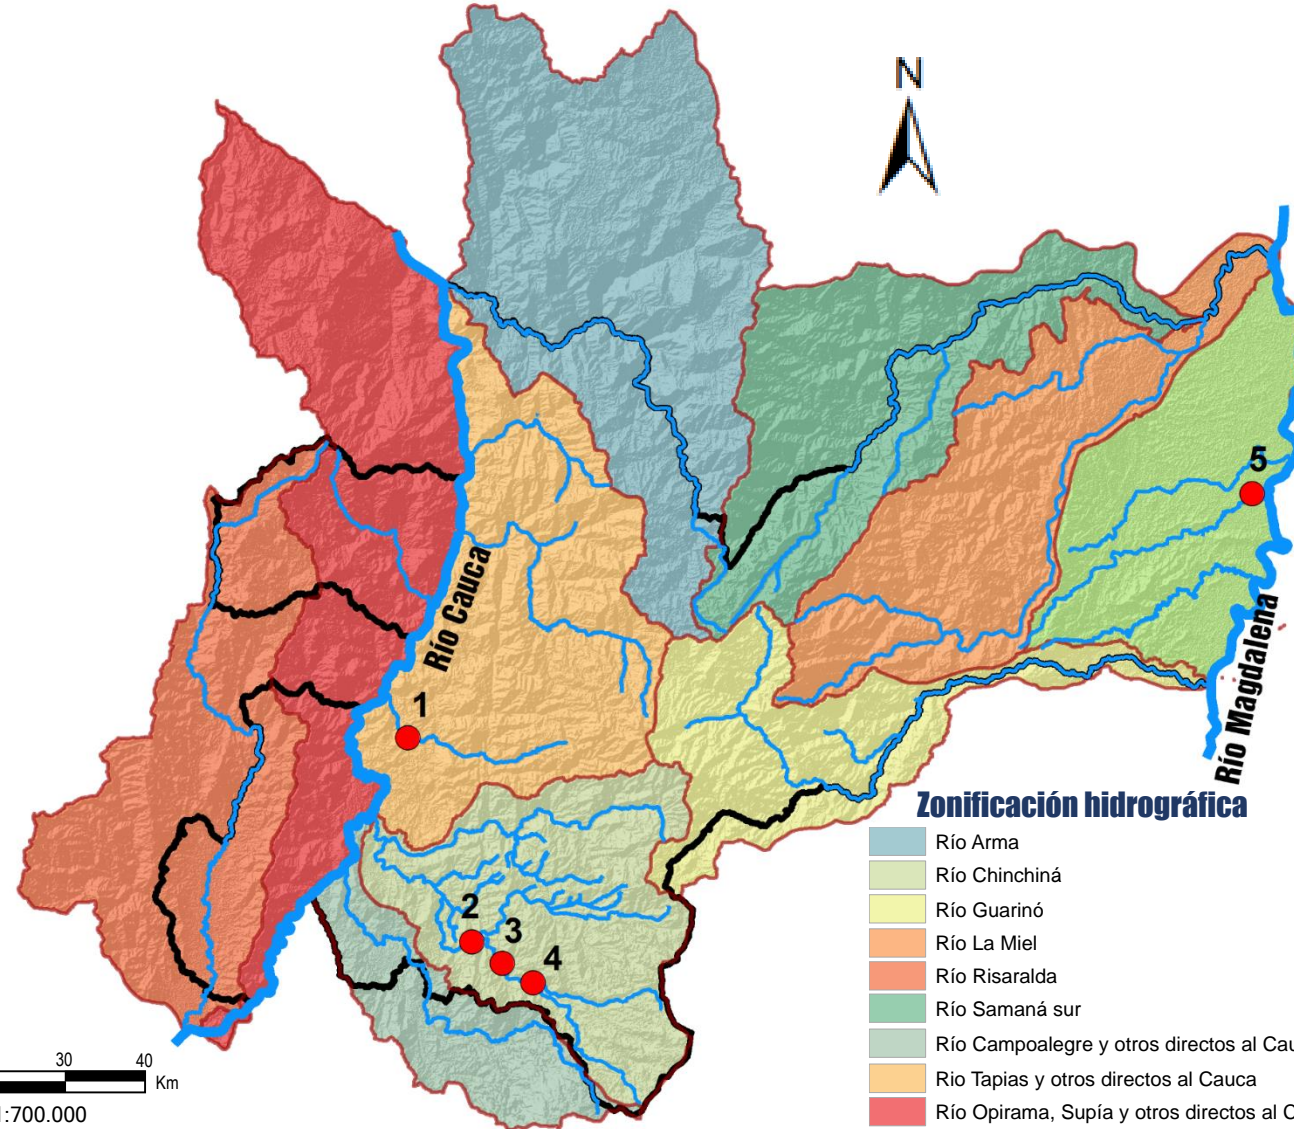 N
5
Río Cauca
1
Río Magdalena
2
3
4
Zonificación hidrográfica
Río Arma
Río Chinchiná
Río Guarinó
Río La Miel
Río Risaralda
Río Samaná sur
Río Campoalegre y otros directos al Cau
Rio Tapias y otros directos al Cauca
Río Opirama, Supía y otros directos al C
30 40
Km
1:700.000